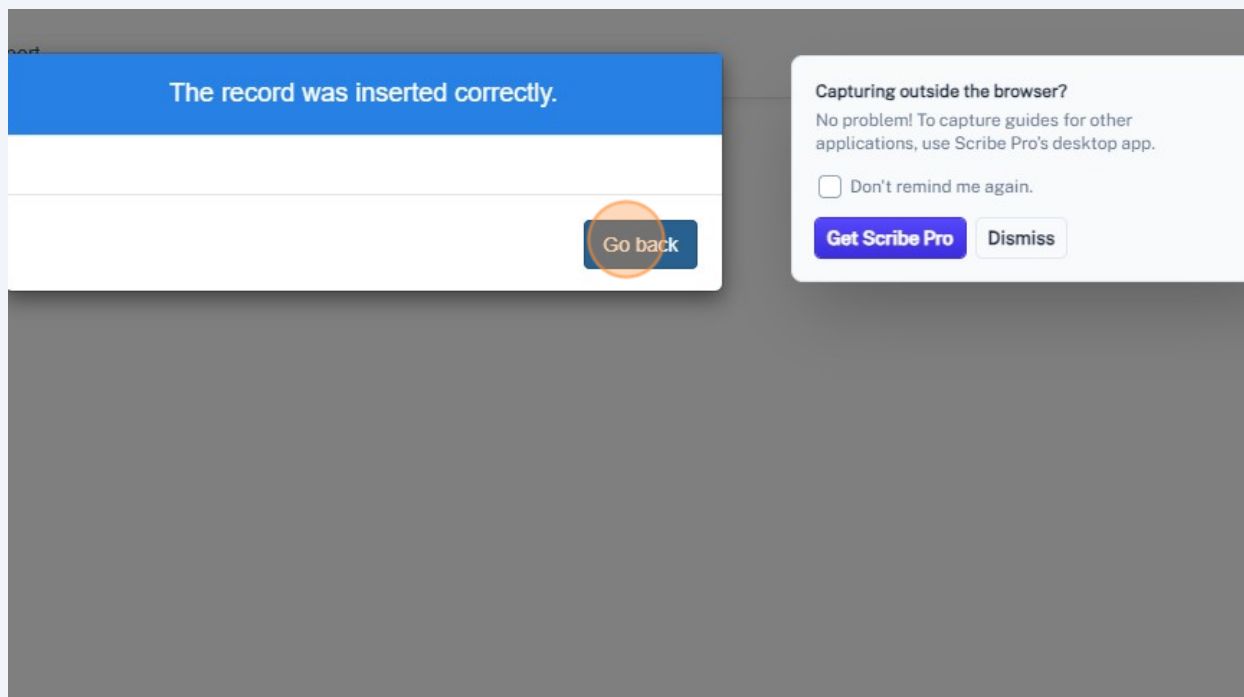 The record was inserted correctly.
Go back
Capturing outside the browser?
No problem! To capture guides for other
applications, use Scribe Pro's desktop app.
Don't remind me again.
Get Scribe Pro
Dismiss